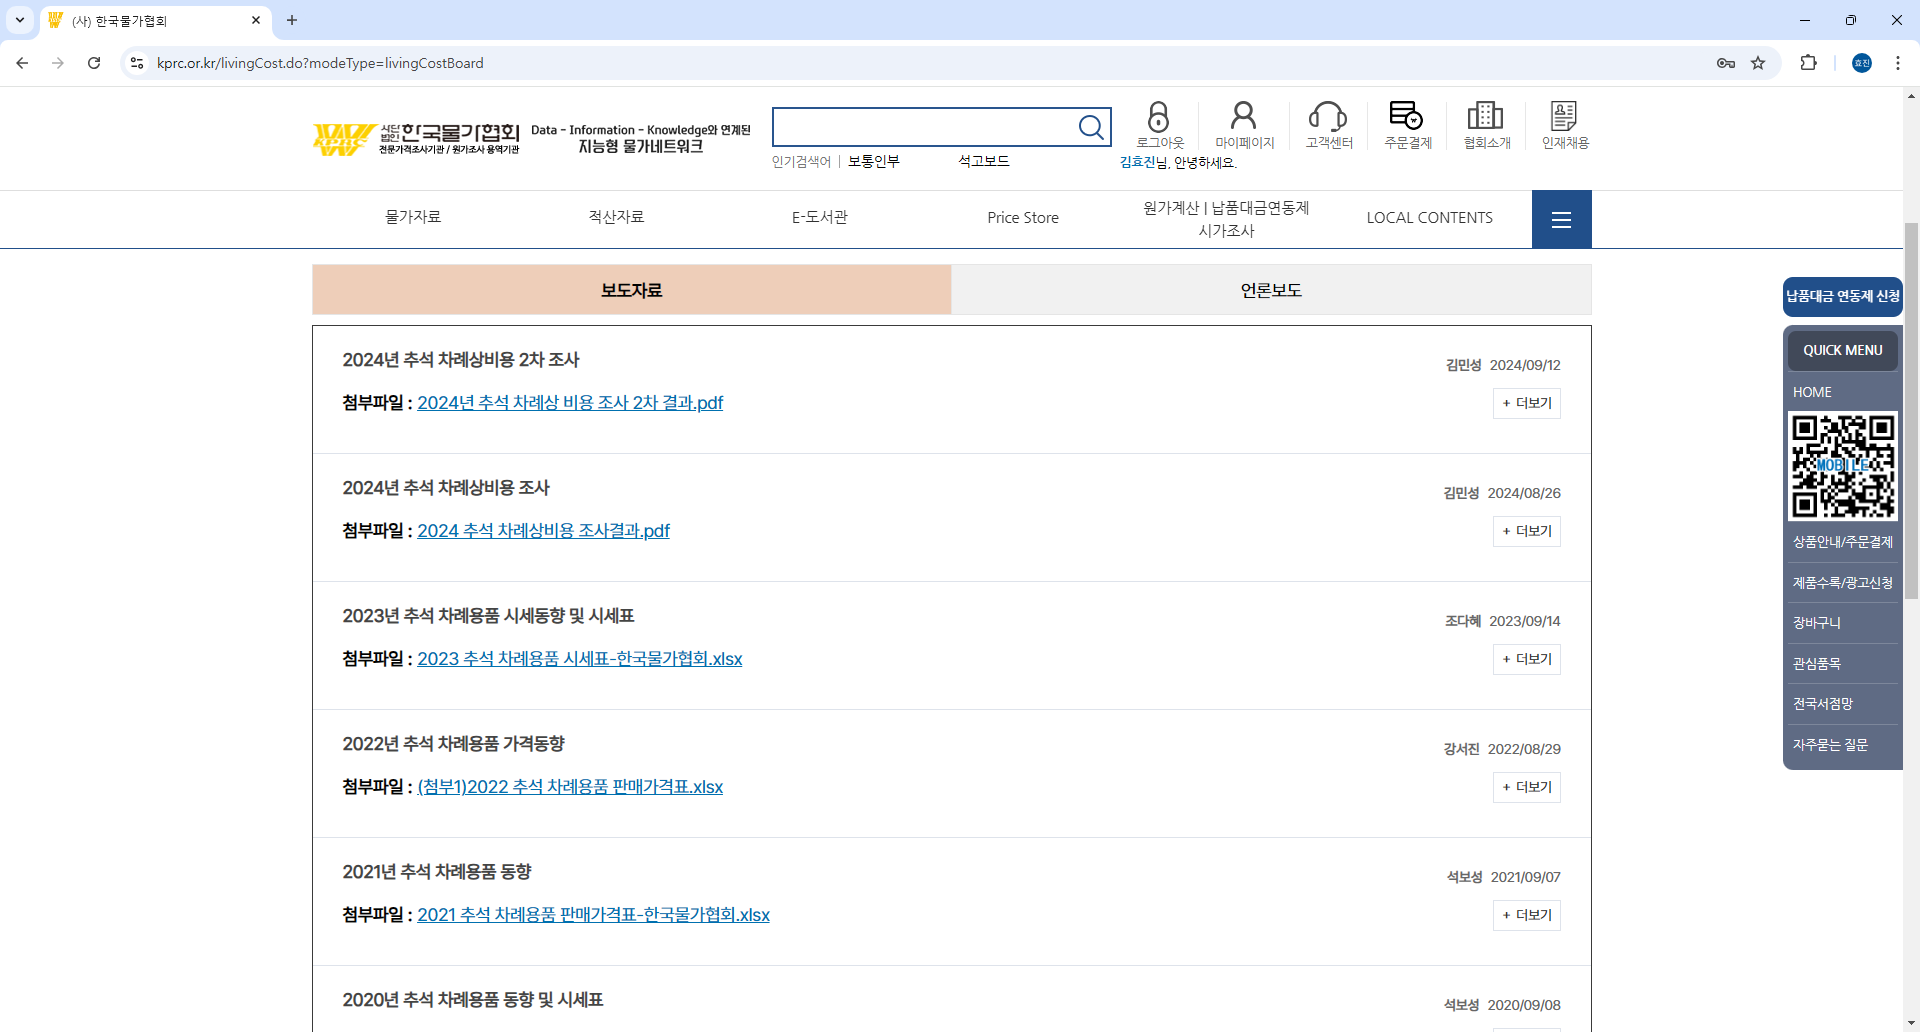 (사) 한국물가협회
kprc.or.kr/livingCost.do?modeType=livingCostBoard
효진
사단법인 한국물가협회
전문가격조사기관 / 원가조사 용역기관
Data - Information - Knowledge와 연계된
지능형 물가네트워크
인기검색어 | 보통인부 석고보드
로그아웃 마이페이지 고객센터 주문결제 협회소개 인재채용
김효진님, 안녕하세요.
물가자료 적산자료 E-도서관 Price Store 원가계산 | 납품대금연동제 시가조사 LOCAL CONTENTS
보도자료 언론보도
2024년 추석 차례상비용 2차 조사 김민성 2024/09/12
첨부파일 : 2024년 추석 차례상 비용 조사 2차 결과.pdf + 더보기
2024년 추석 차례상비용 조사 김민성 2024/08/26
첨부파일 : 2024 추석 차례상비용 조사결과.pdf + 더보기
2023년 추석 차례용품 시세동향 및 시세표 조다혜 2023/09/14
첨부파일 : 2023 추석 차례용품 시세표-한국물가협회.xlsx + 더보기
2022년 추석 차례용품 가격동향 강서진 2022/08/29
첨부파일 : (첨부1)2022 추석 차례용품 판매가격표.xlsx + 더보기
2021년 추석 차례용품 동향 석보성 2021/09/07
첨부파일 : 2021 추석 차례용품 판매가격표-한국물가협회.xlsx + 더보기
2020년 추석 차례용품 동향 및 시세표 석보성 2020/09/08
납품대금 연동제 신청
QUICK MENU
HOME
MOBILE
상품안내/주문결제
제품수록/광고신청
장바구니
관심품목
전국서점망
자주묻는 질문